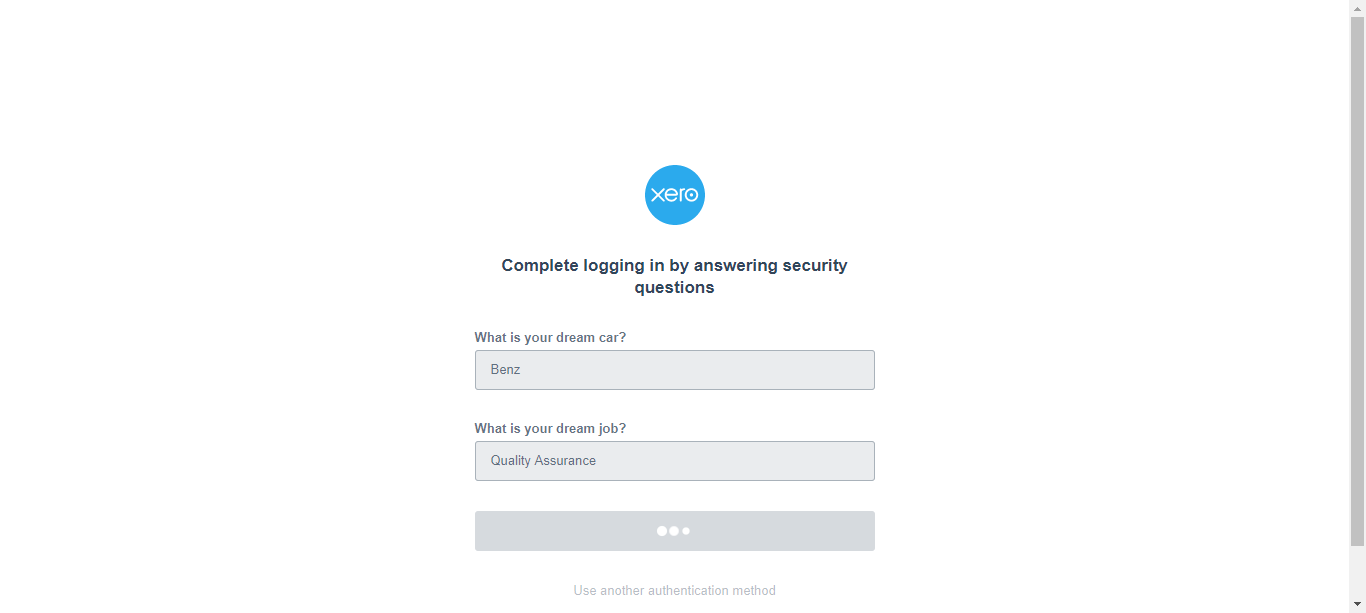 xero
Complete logging in by answering security
questions
What is your dream car?
Benz
What is your dream job?
Quality Assurance
Use another authentication method